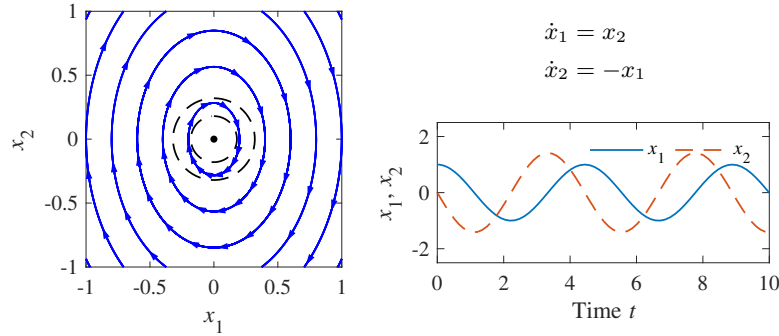 1
0.5
0
-0.5
-1
x₂
-1 -0.5 0 0.5 1
x₁
ẋ₁ = x₂
ẋ₂ = −x₁
x₁ x₂
2
0
-2
x₁, x₂
0 2 4 6 8 10
Time t